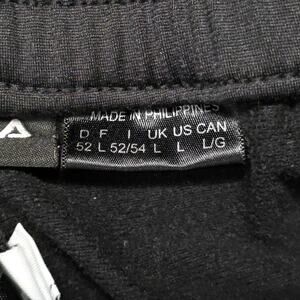 MADE IN PHILIPPINES
D F I UK US CAN
52 L 52/54 L L L/G